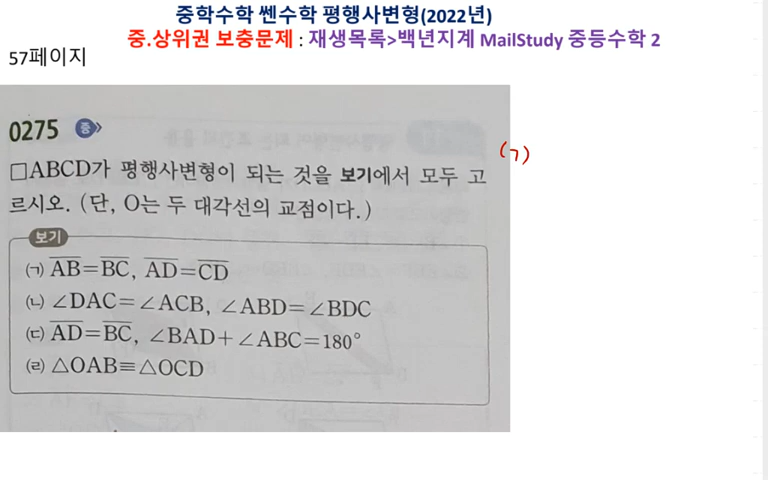 중학수학 쎈수학 평행사변형(2022년)
중.상위권 보충문제 : 재생목록>백년지계 MailStudy 중등수학 2
57페이지
0275 중
□ABCD가 평행사변형이 되는 것을 보기에서 모두 고
르시오. (단, O는 두 대각선의 교점이다.)
보기
㈀ AB=BC, AD=CD
㈁ ∠DAC=∠ACB, ∠ABD=∠BDC
㈂ AD=BC, ∠BAD+∠ABC=180°
㈃ △OAB≡△OCD
(ㄱ)